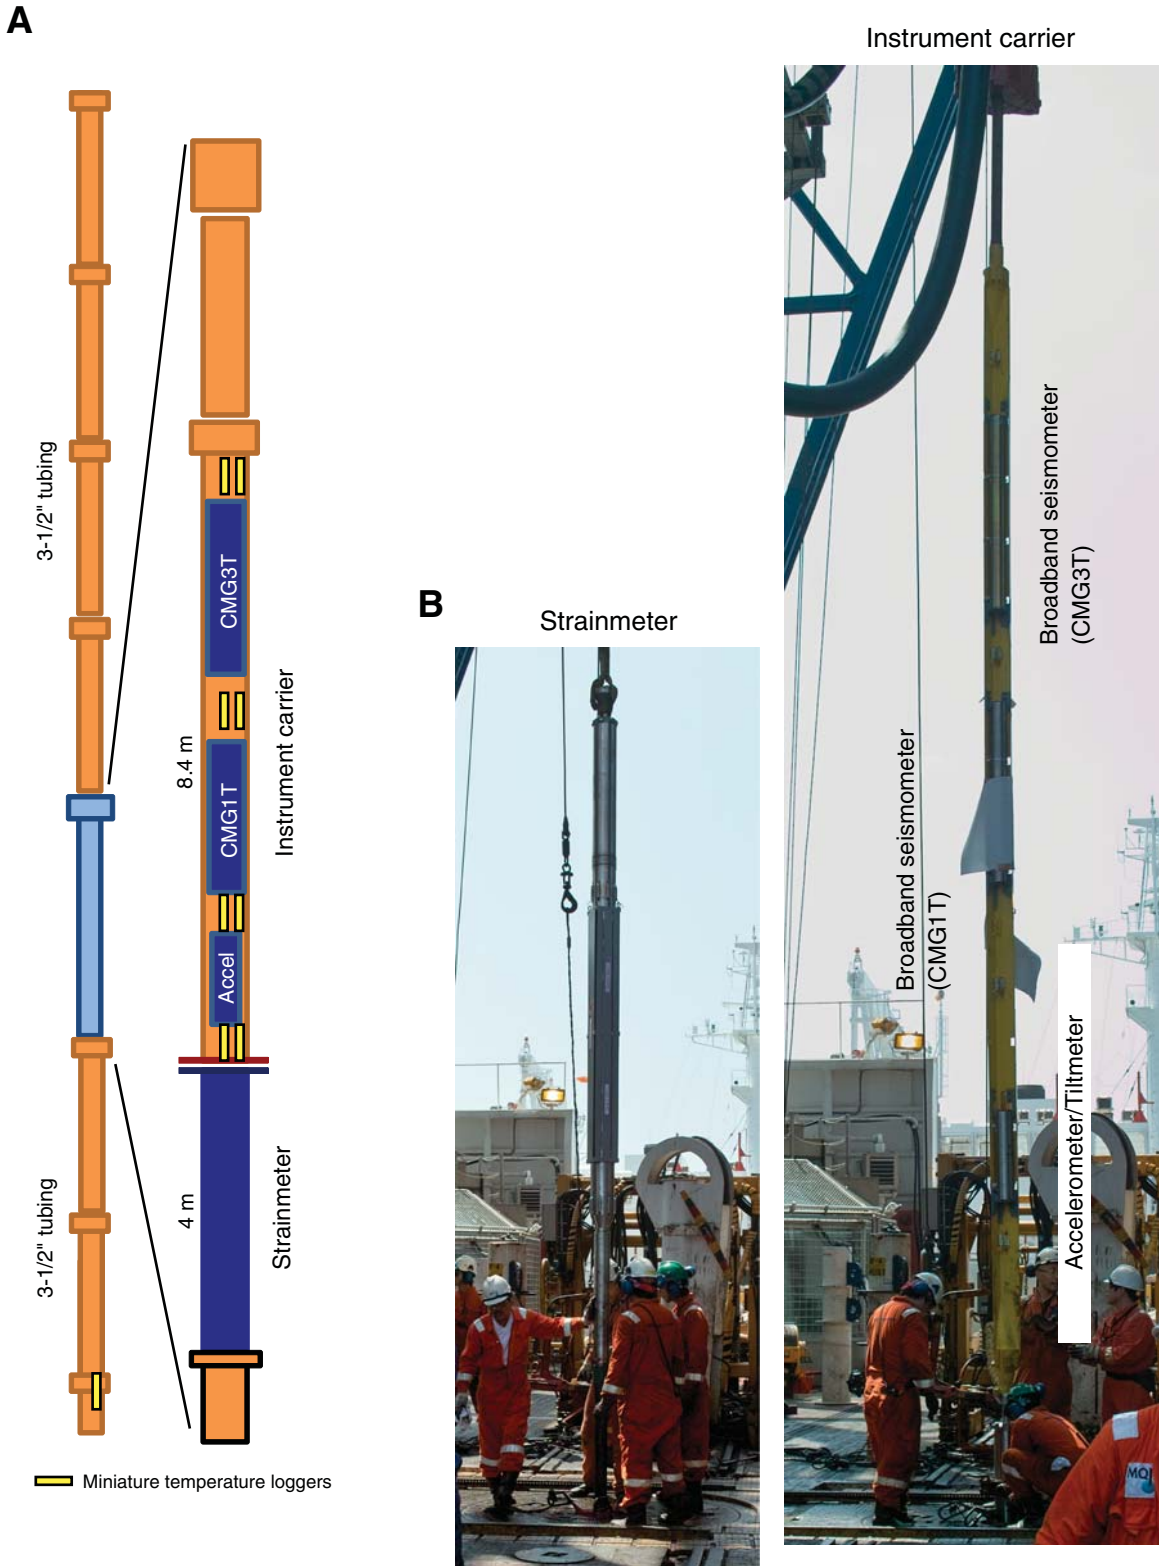 A
3-1/2" tubing
3-1/2" tubing
8.4 m
4 m
CMG3T
CMG1T
Accel
Instrument carrier
Strainmeter
Miniature temperature loggers
B
Strainmeter
Instrument carrier
Broadband seismometer
(CMG3T)
Broadband seismometer
(CMG1T)
Accelerometer/Tiltmeter